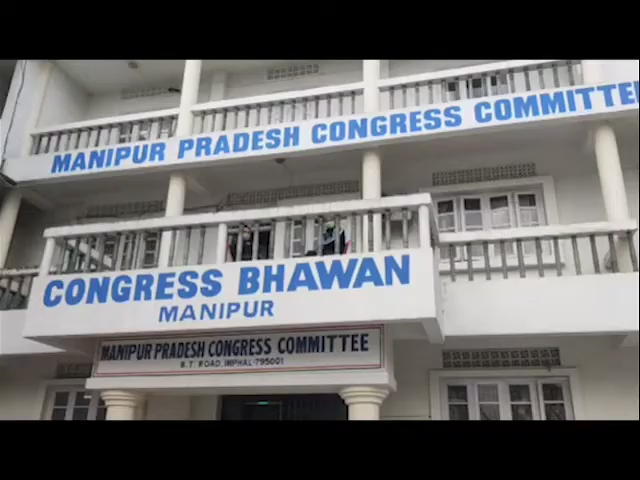 MANIPUR PRADESH CONGRESS COMMITTEE
CONGRESS BHAWAN
MANIPUR
MANIPUR PRADESH CONGRESS COMMITTEE
B.T. ROAD, IMPHAL-795001